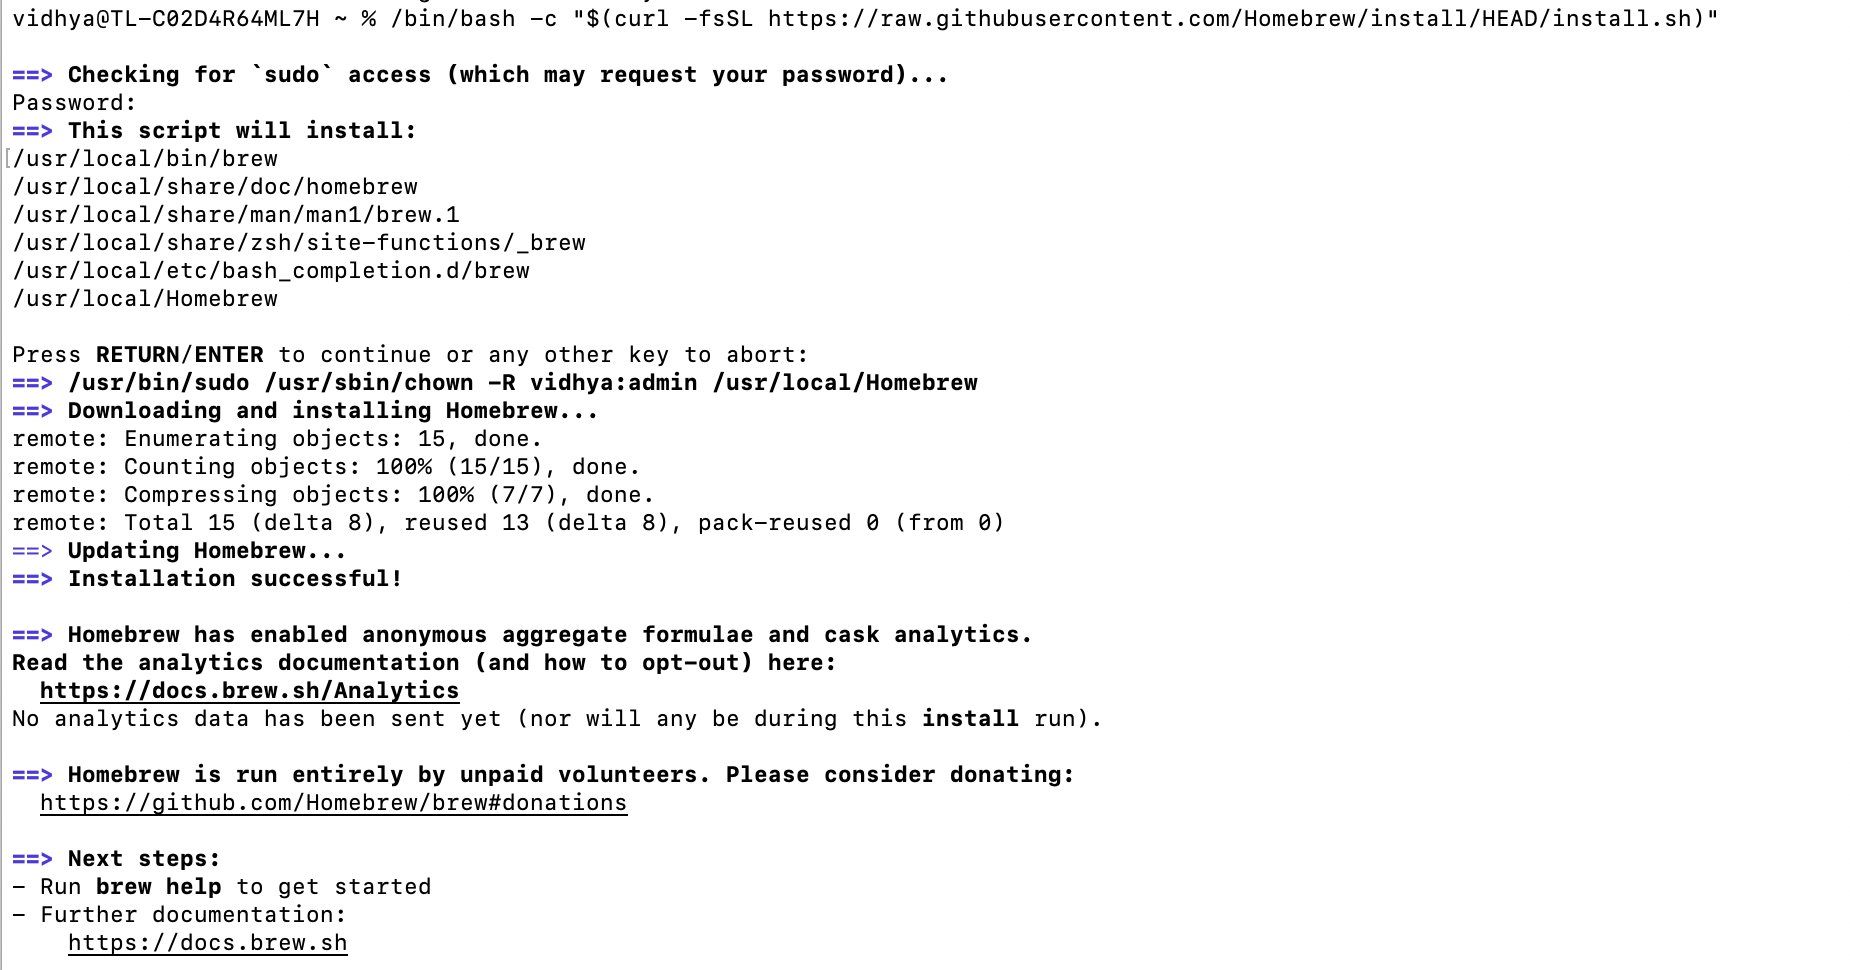 vidhya@TL-C02D4R64ML7H ~ % /bin/bash -c "$(curl -fsSL https://raw.githubusercontent.com/Homebrew/install/HEAD/install.sh)"
==> Checking for `sudo` access (which may request your password)...
Password:
==> This script will install:
[/usr/local/bin/brew
/usr/local/share/doc/homebrew
/usr/local/share/man/man1/brew.1
/usr/local/share/zsh/site-functions/_brew
/usr/local/etc/bash_completion.d/brew
/usr/local/Homebrew
Press RETURN/ENTER to continue or any other key to abort:
==> /usr/bin/sudo /usr/sbin/chown -R vidhya:admin /usr/local/Homebrew
==> Downloading and installing Homebrew...
remote: Enumerating objects: 15, done.
remote: Counting objects: 100% (15/15), done.
remote: Compressing objects: 100% (7/7), done.
remote: Total 15 (delta 8), reused 13 (delta 8), pack-reused 0 (from 0)
==> Updating Homebrew...
==> Installation successful!
==> Homebrew has enabled anonymous aggregate formulae and cask analytics.
Read the analytics documentation (and how to opt-out) here:
https://docs.brew.sh/Analytics
No analytics data has been sent yet (nor will any be during this install run).
==> Homebrew is run entirely by unpaid volunteers. Please consider donating:
https://github.com/Homebrew/brew#donations
==> Next steps:
- Run brew help to get started
- Further documentation:
https://docs.brew.sh